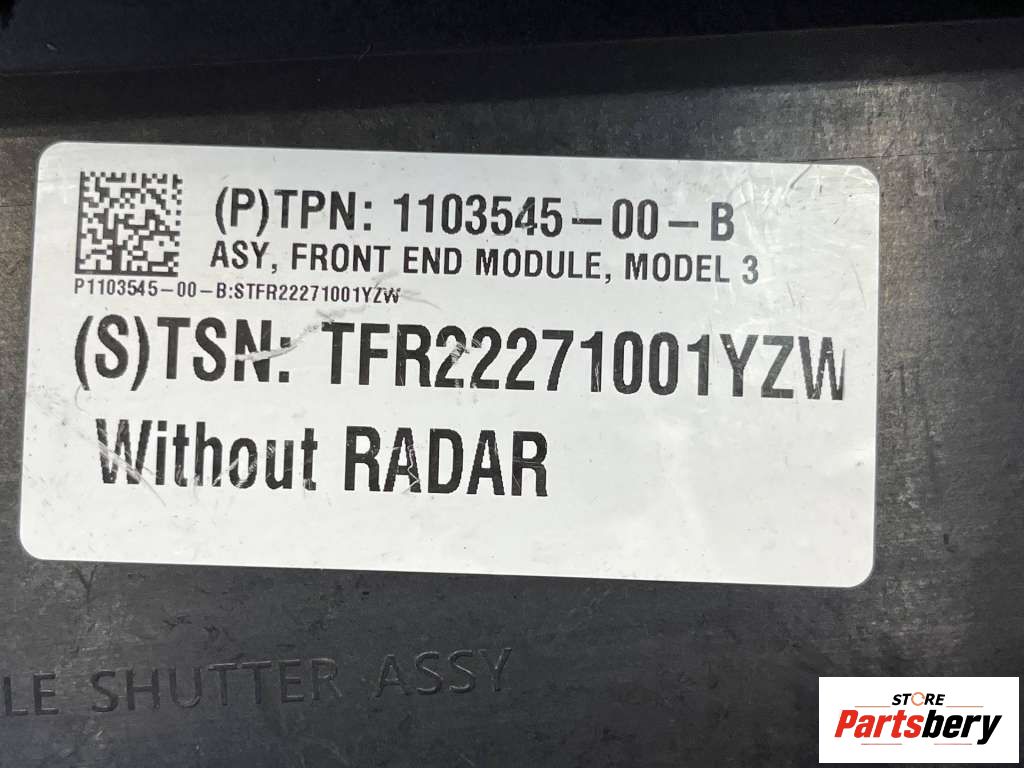 (P)TPN: 1103545-00-B
ASY, FRONT END MODULE, MODEL 3
P1103545-00-B:STFR22271001YZW
(S)TSN: TFR22271001YZW
Without RADAR
LE SHUTTER ASSY
STORE
Partsbery